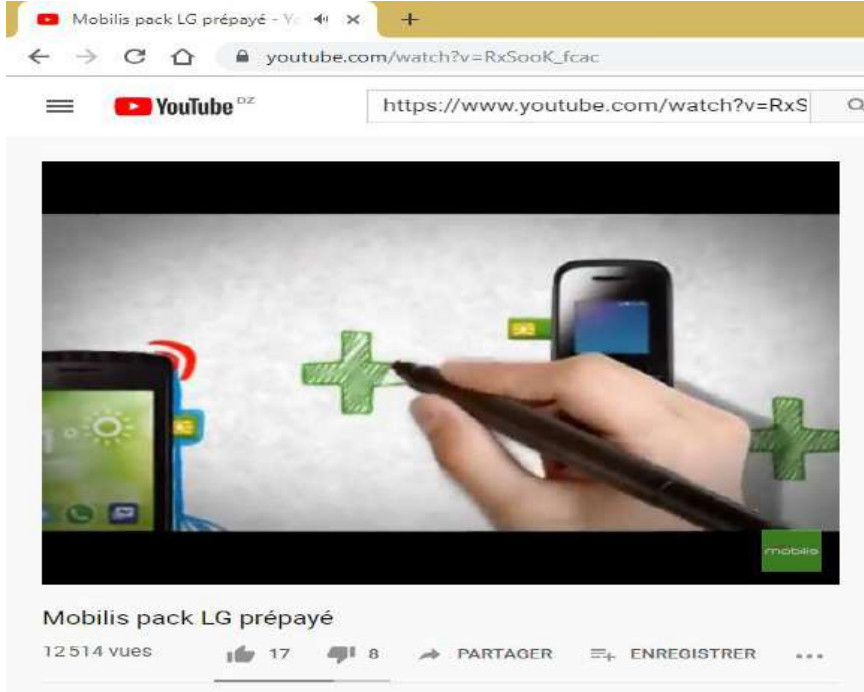 Mobilis pack LG prépayé - Yo
youtube.com/watch?v=RxSooK_fcac
YouTube DZ
https://www.youtube.com/watch?v=RxS
mobilis
Mobilis pack LG prépayé
12 514 vues
17
8
PARTAGER
ENREGISTRER